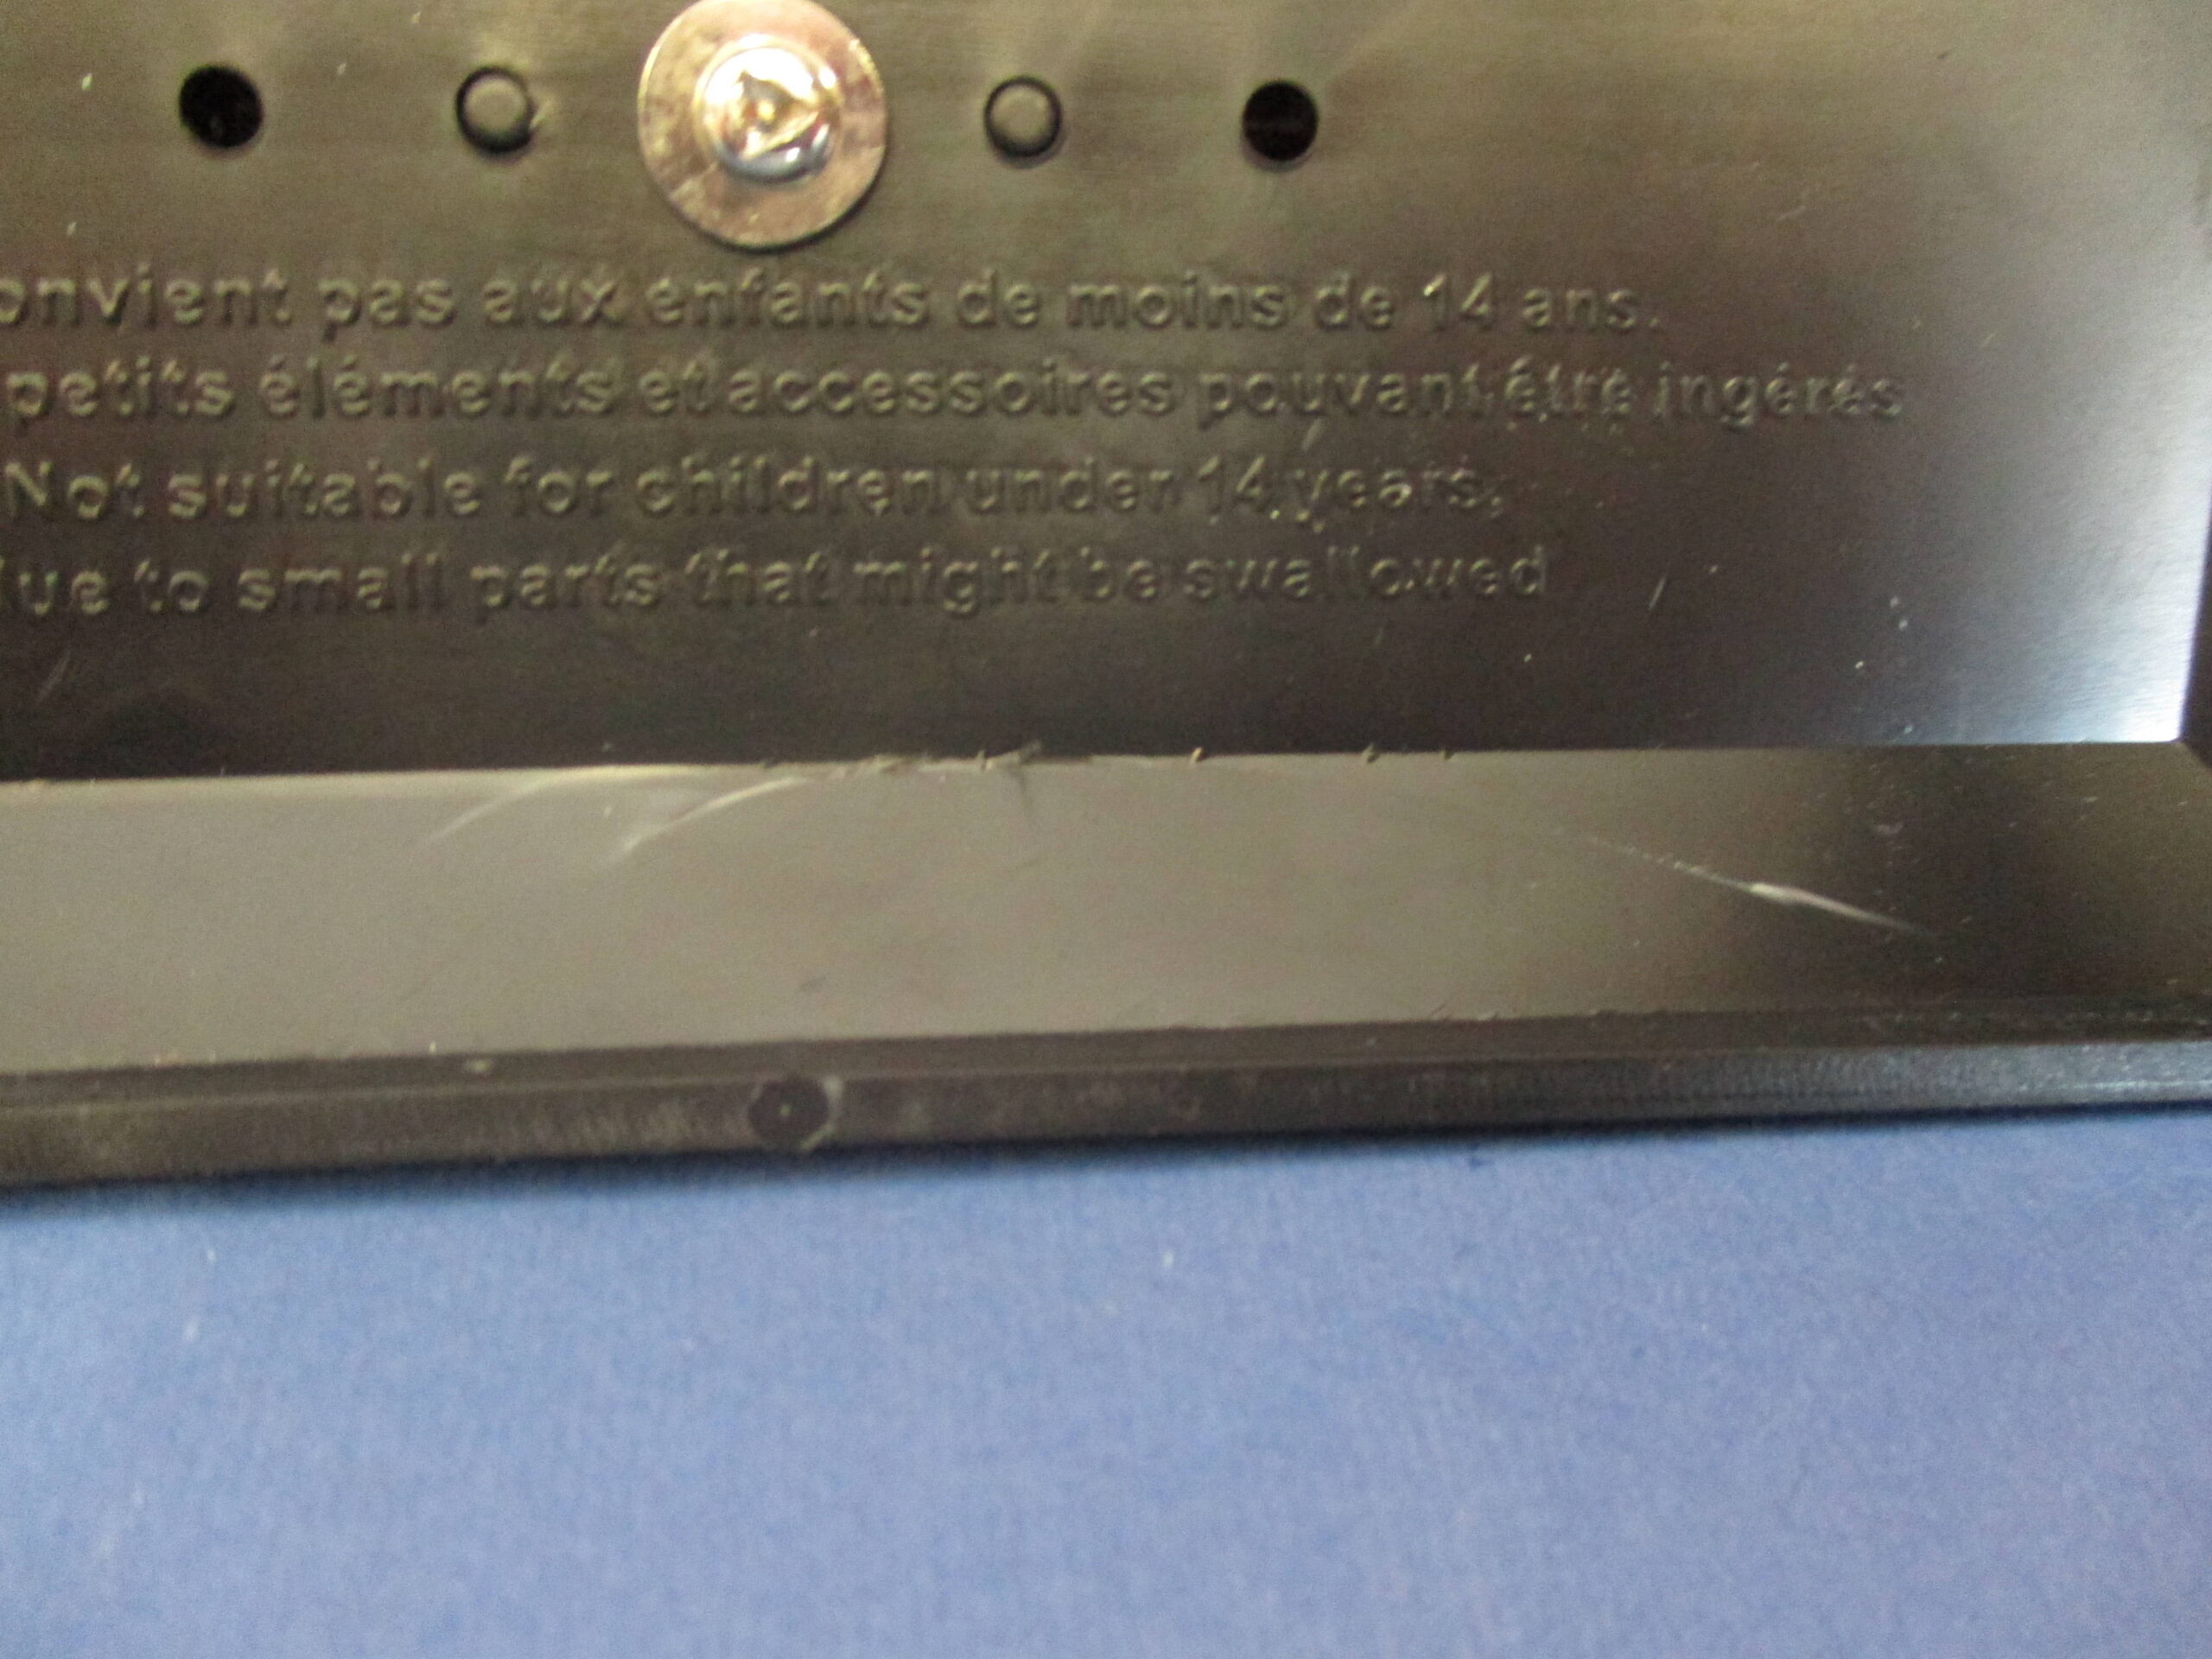 onvient pas aux enfants de moins de 14 ans.
petits éléments et accessoires pouvant être ingérés
Not suitable for children under 14 years,
due to small parts that might be swallowed